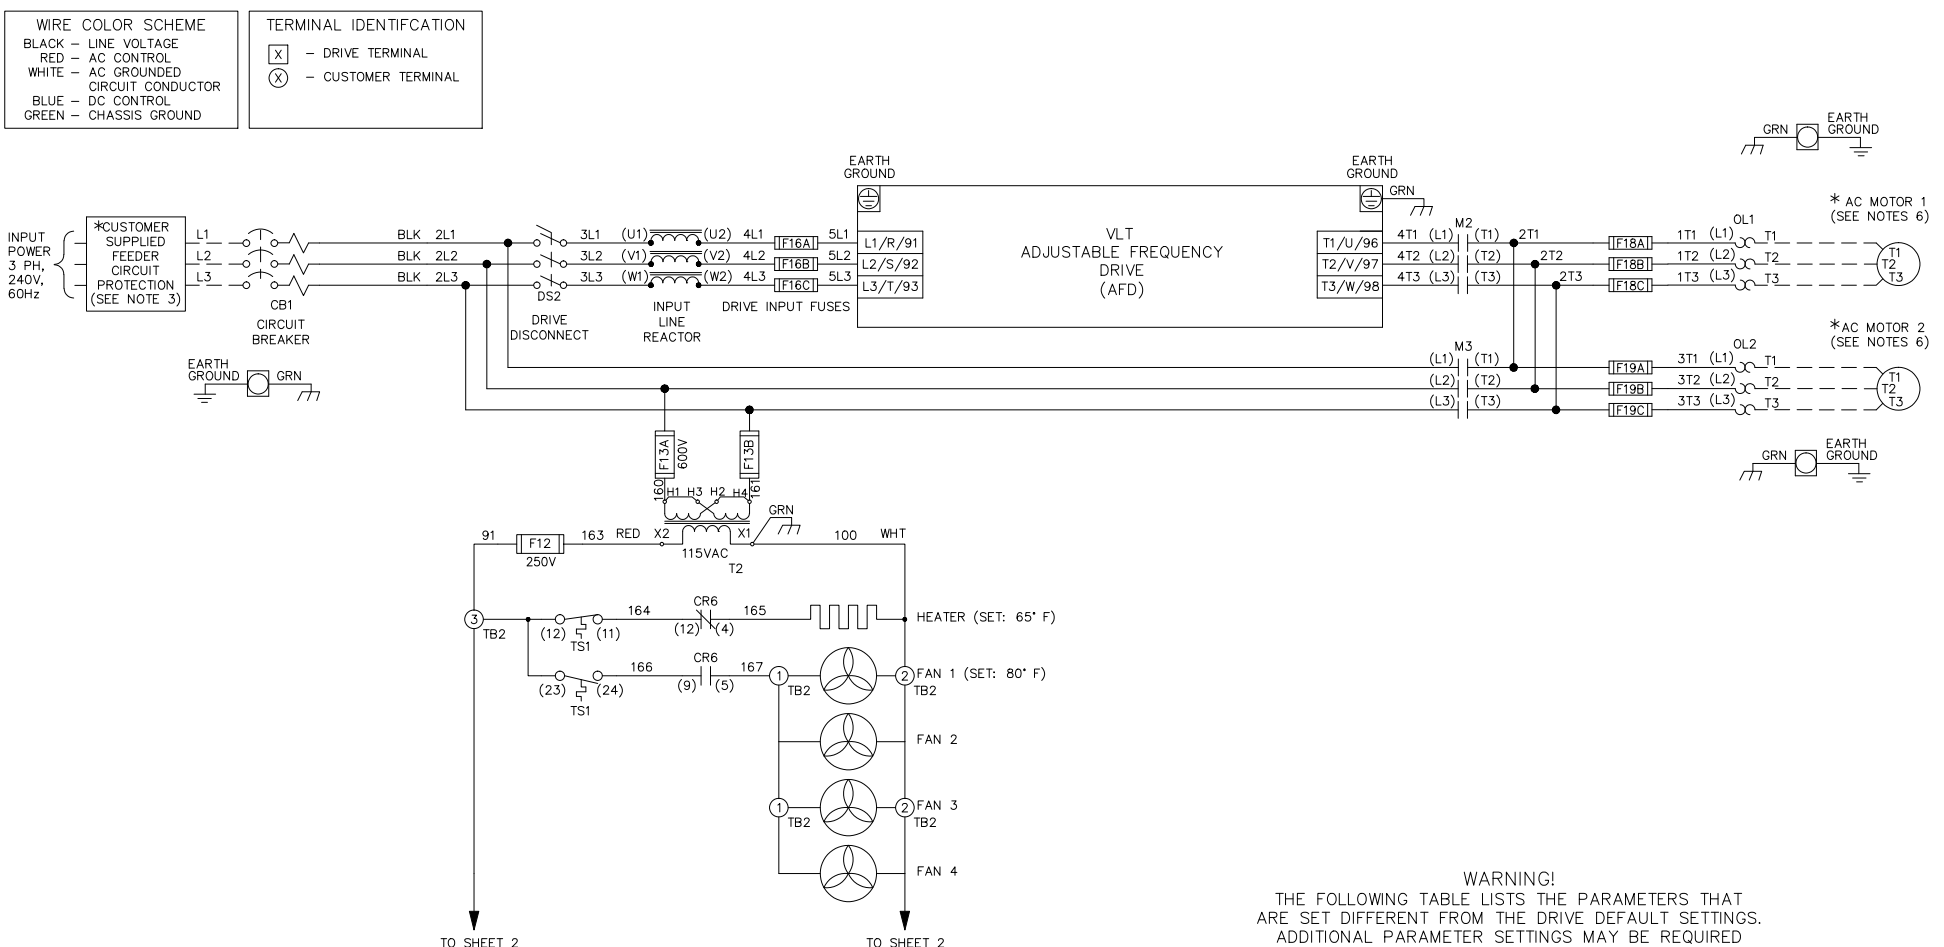 WIRE COLOR SCHEME
BLACK – LINE VOLTAGE
RED – AC CONTROL
WHITE – AC GROUNDED
CIRCUIT CONDUCTOR
BLUE – DC CONTROL
GREEN – CHASSIS GROUND
TERMINAL IDENTIFCATION
X – DRIVE TERMINAL
X – CUSTOMER TERMINAL
GRN
EARTH
GROUND
INPUT
POWER
3 PH,
240V,
60Hz
*CUSTOMER
SUPPLIED
FEEDER
CIRCUIT
PROTECTION
(SEE NOTE 3)
L1
L2
L3
CB1
CIRCUIT
BREAKER
EARTH
GROUND
GRN
BLK 2L1
BLK 2L2
BLK 2L3
DS2
DRIVE
DISCONNECT
3L1 (U1) (U2) 4L1 F16A 5L1
3L2 (V1) (V2) 4L2 F16B 5L2
3L3 (W1) (W2) 4L3 F16C 5L3
INPUT
LINE
REACTOR
DRIVE INPUT FUSES
EARTH
GROUND
L1/R/91
L2/S/92
L3/T/93
VLT
ADJUSTABLE FREQUENCY
DRIVE
(AFD)
EARTH
GROUND
GRN
T1/U/96
T2/V/97
T3/W/98
M2
4T1 (L1) (T1) 2T1 F18A 1T1 (L1) T1
4T2 (L2) (T2) 2T2 F18B 1T2 (L2) T2
4T3 (L3) (T3) 2T3 F18C 1T3 (L3) T3
OL1
* AC MOTOR 1
(SEE NOTES 6)
T1
T2
T3
M3
(L1) (T1) F19A 3T1 (L1) T1
(L2) (T2) F19B 3T2 (L2) T2
(L3) (T3) F19C 3T3 (L3) T3
OL2
*AC MOTOR 2
(SEE NOTES 6)
T1
T2
T3
GRN
EARTH
GROUND
F13A
600V
F13B
160
161
H1 H3 H2 H4
GRN
91 F12 163 RED X2 X1 100 WHT
250V
115VAC
T2
3
TB2
(12) (11)
TS1
164
CR6
(12) (4)
165
HEATER (SET: 65° F)
(23) (24)
TS1
166
CR6
(9) (5)
167
1
TB2
2
TB2
FAN 1 (SET: 80° F)
FAN 2
1
TB2
2
TB2
FAN 3
FAN 4
TO SHEET 2
TO SHEET 2
WARNING!
THE FOLLOWING TABLE LISTS THE PARAMETERS THAT
ARE SET DIFFERENT FROM THE DRIVE DEFAULT SETTINGS.
ADDITIONAL PARAMETER SETTINGS MAY BE REQUIRED